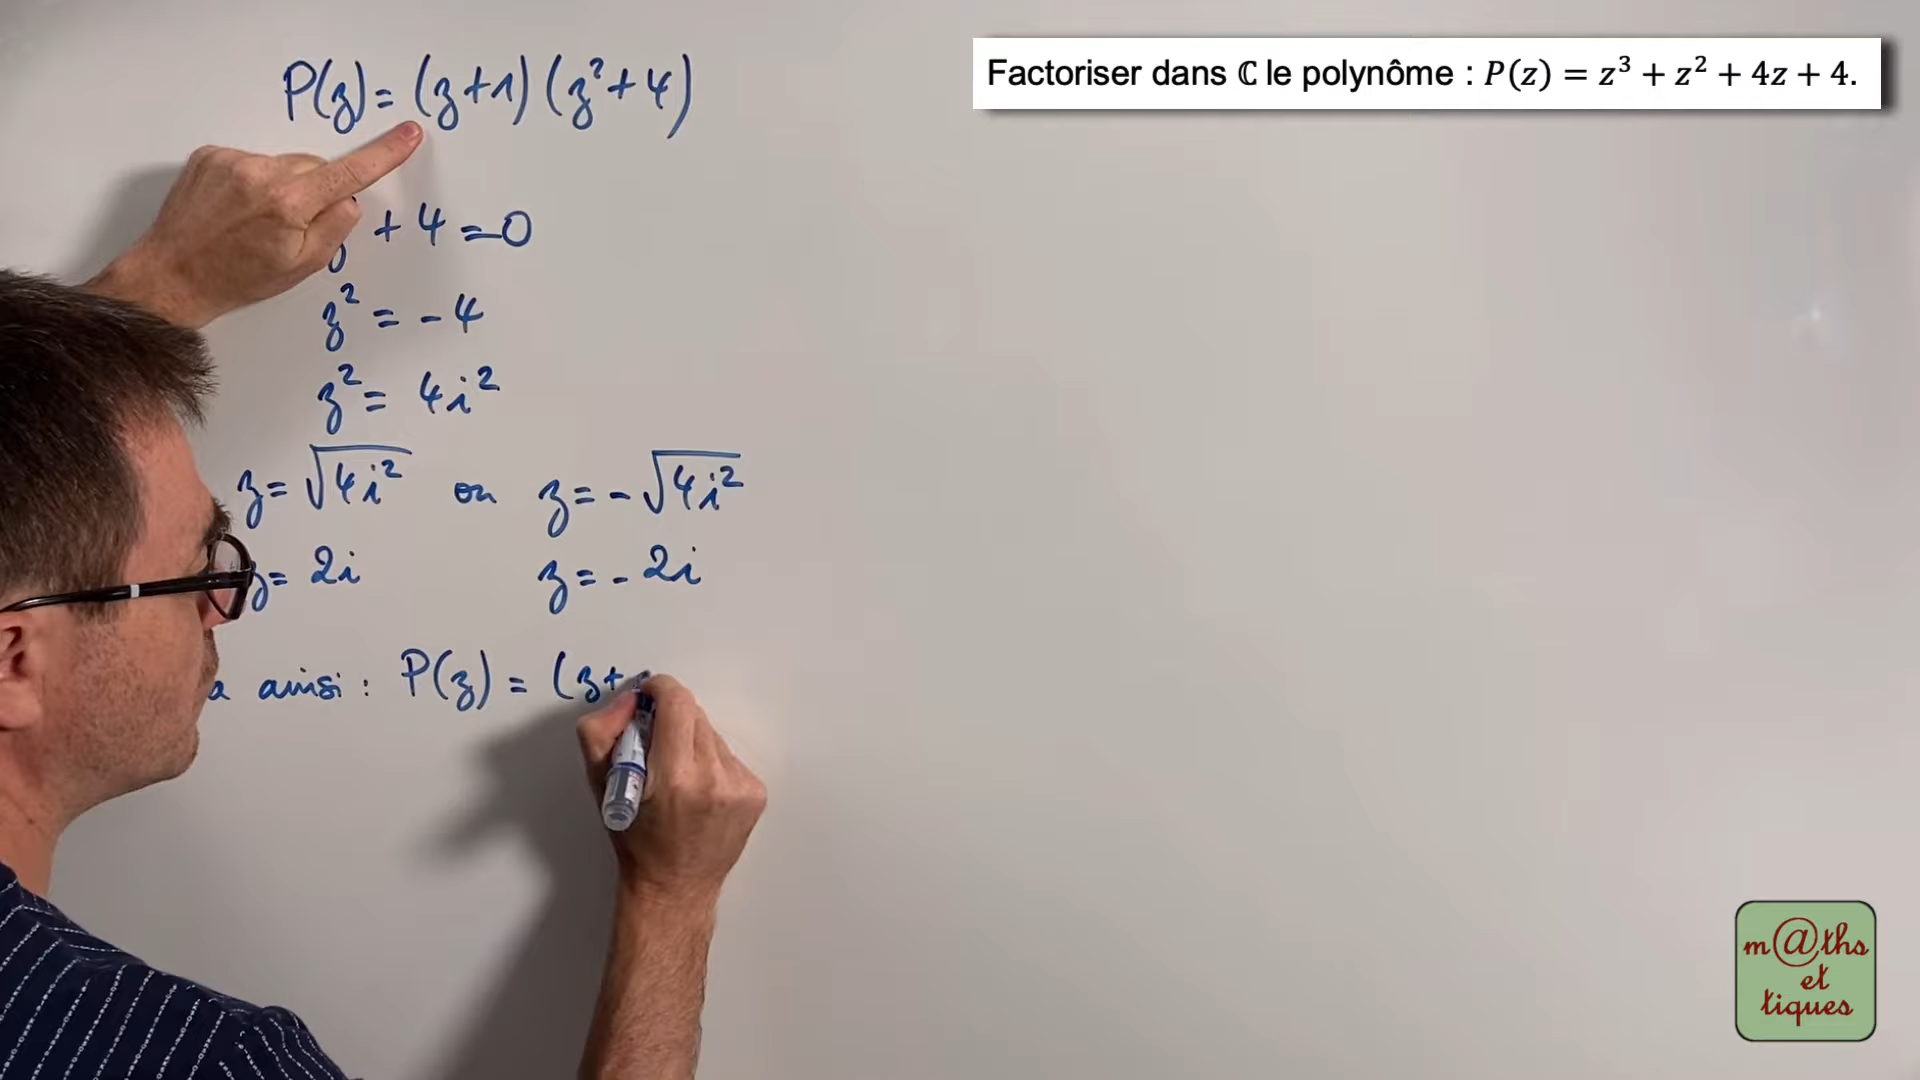 P(z) = (z+1) (z²+4)
Factoriser dans ℂ le polynôme : P(z) = z³ + z² + 4z + 4.
+ 4 = 0
z² = - 4
z² = 4i²
z = √4i² ou z = - √4i²
z = 2i z = - 2i
a ainsi : P(z) = (z+
m@ths
et
tiques